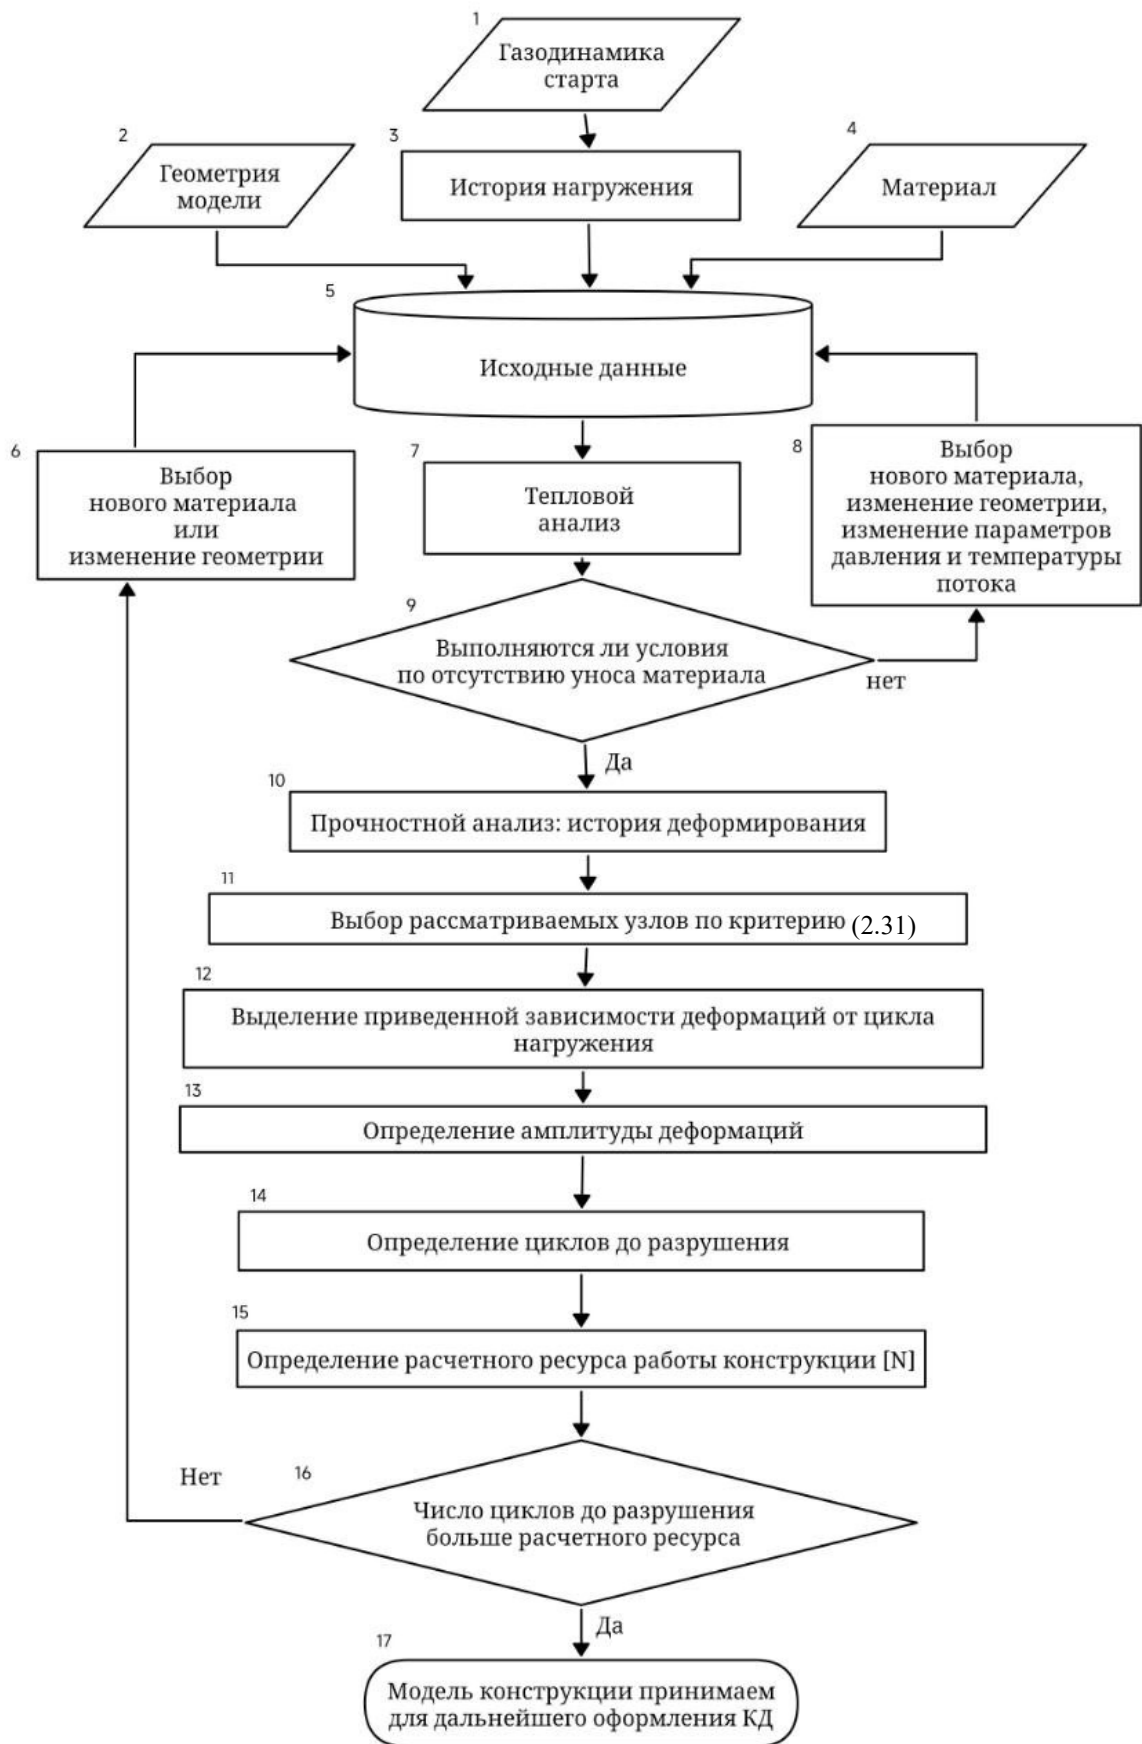 1
Газодинамика
старта
2
Геометрия
модели
3
История нагружения
4
Материал
5
Исходные данные
6
Выбор
нового материала
или
изменение геометрии
7
Тепловой
анализ
8
Выбор
нового материала,
изменение геометрии,
изменение параметров
давления и температуры
потока
9
Выполняются ли условия
по отсутствию уноса материала
нет
Да
10
Прочностной анализ: история деформирования
11
Выбор рассматриваемых узлов по критерию (2.31)
12
Выделение приведенной зависимости деформаций от цикла
нагружения
13
Определение амплитуды деформаций
14
Определение циклов до разрушения
15
Определение расчетного ресурса работы конструкции [N]
Нет
16
Число циклов до разрушения
больше расчетного ресурса
Да
17
Модель конструкции принимаем
для дальнейшего оформления КД